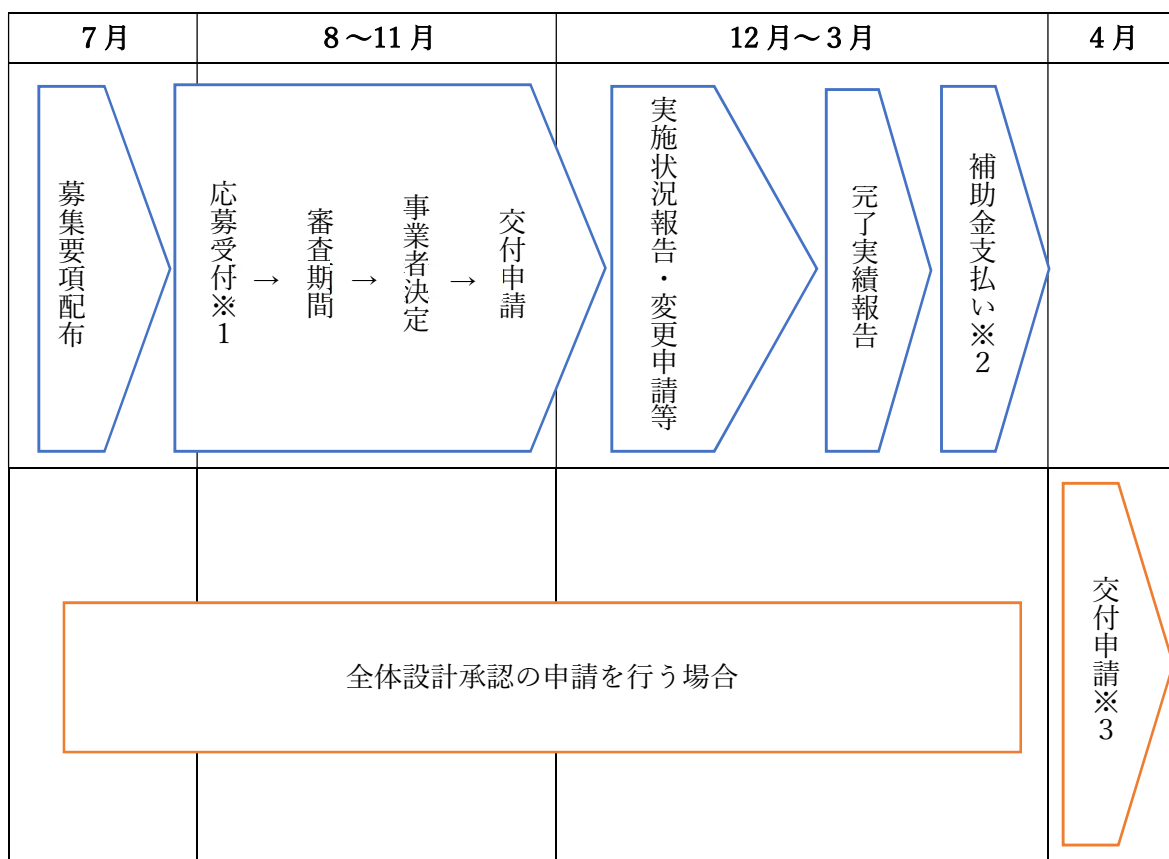 7月
8～11月
12月～3月
4月
募集要項配布
応募受付※1
→
審査期間
→
事業者決定
→
交付申請
実施状況報告・変更申請等
完了実績報告
補助金支払い※2
全体設計承認の申請を行う場合
交付申請※3